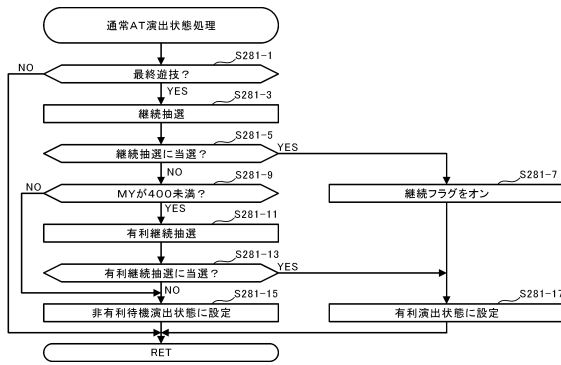 通常AT演出状態処理
S281-1
NO
最終遊技？
YES
S281-3
継続抽選
S281-5
継続抽選に当選？
YES
NO
S281-9
S281-7
NO
MYが400未満？
継続フラグをオン
YES
S281-11
有利継続抽選
S281-13
有利継続抽選に当選？
YES
NO
S281-15
S281-17
非有利待機演出状態に設定
有利演出状態に設定
RET